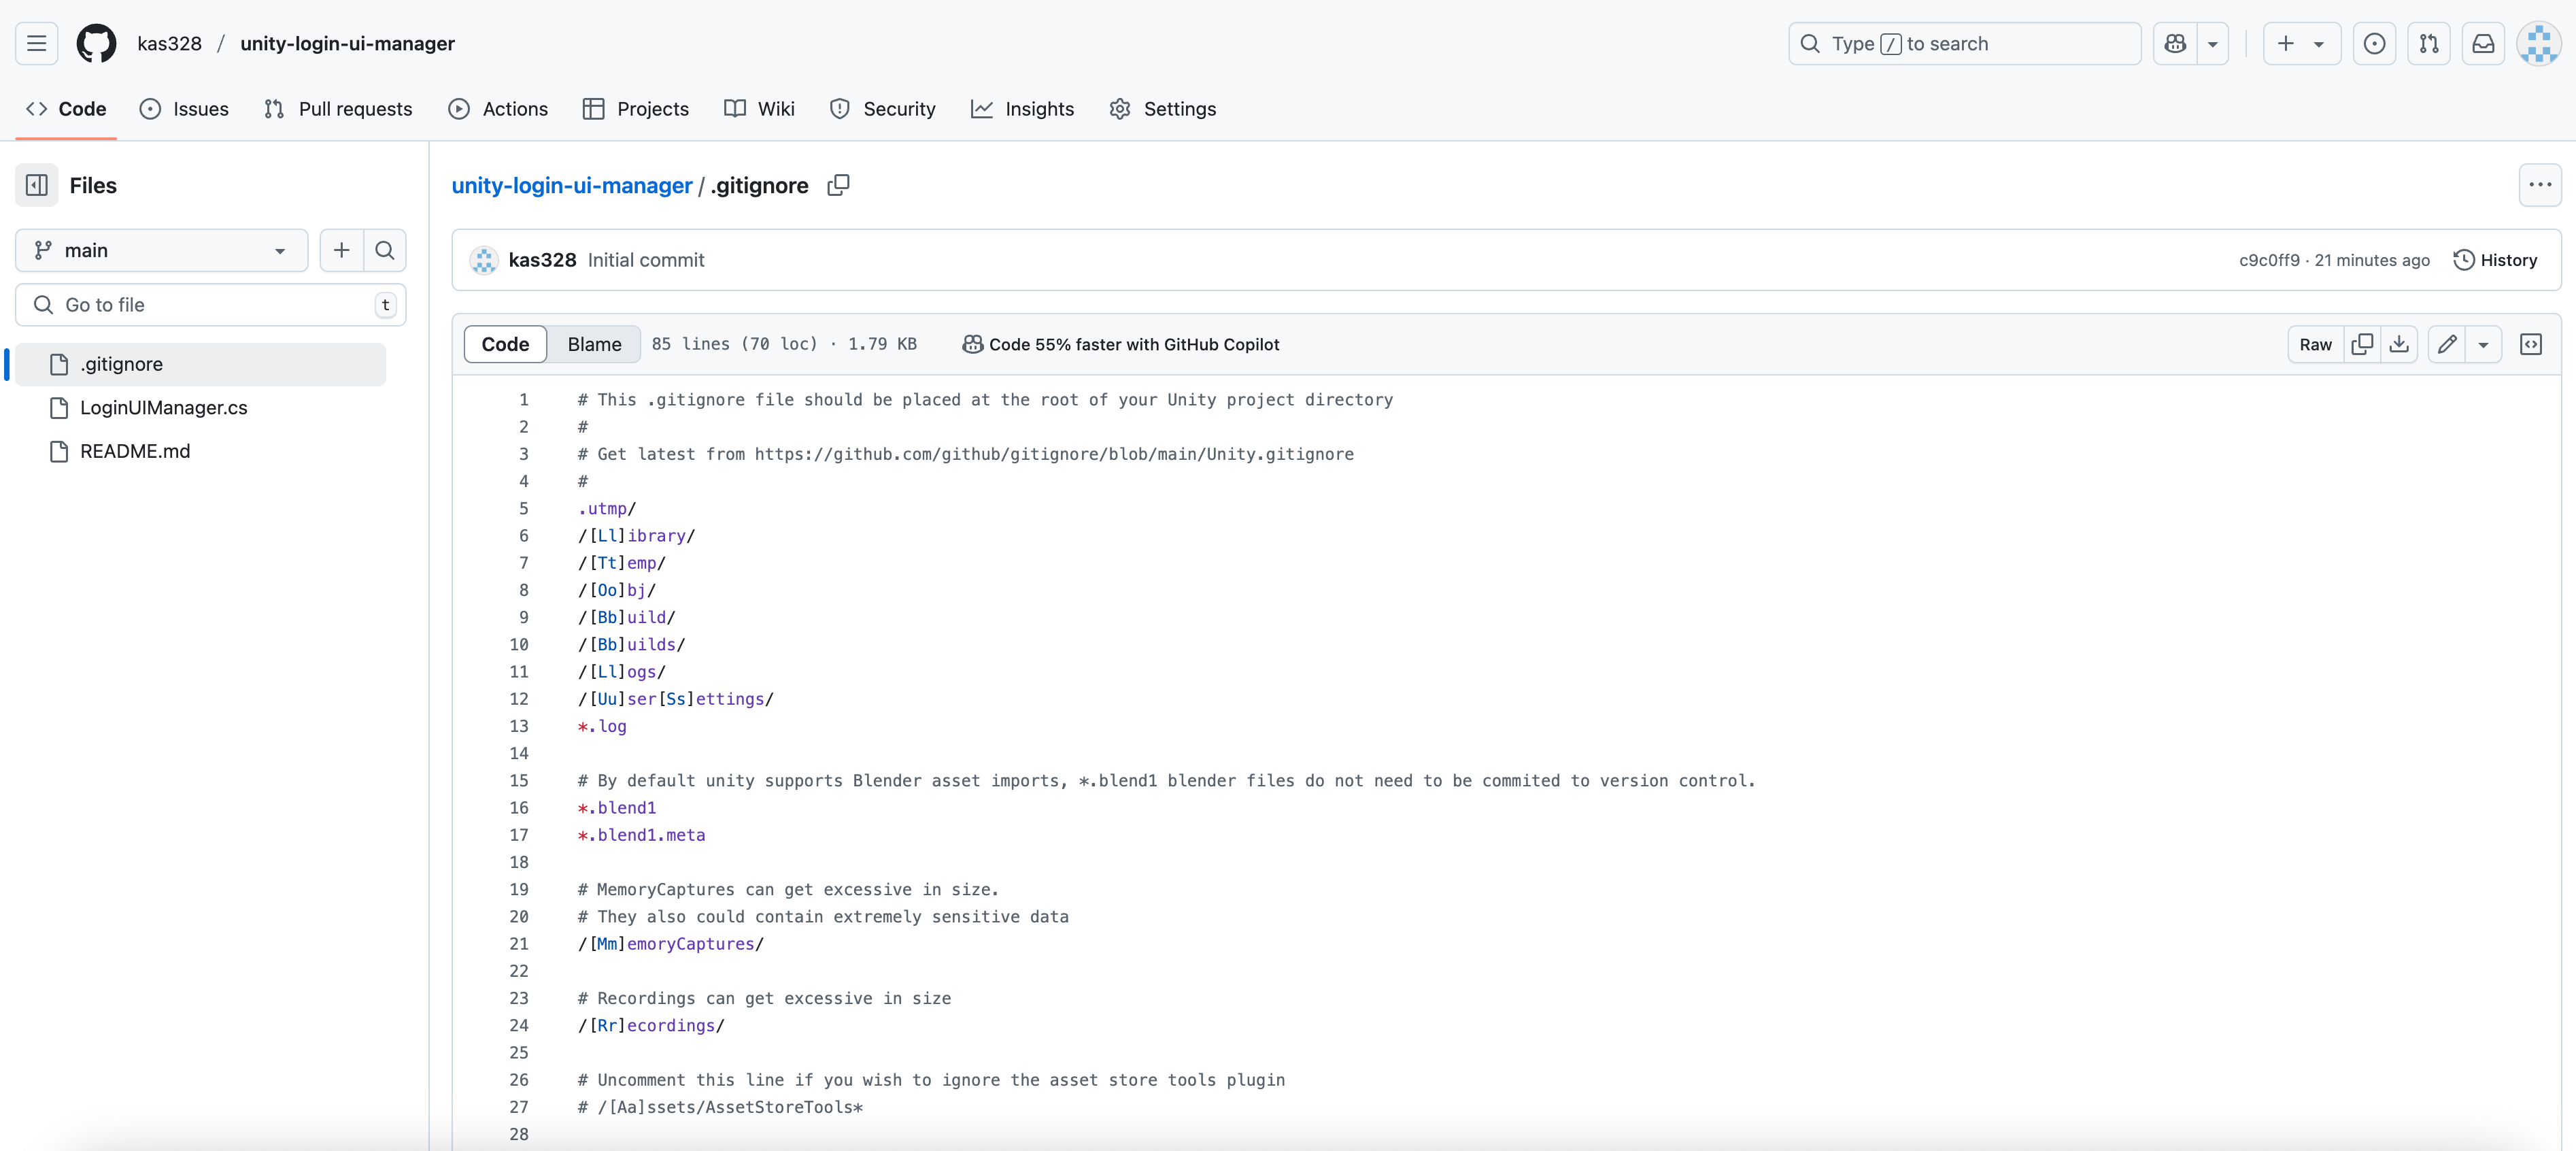 kas328 / unity-login-ui-manager
Type / to search
Code
Issues
Pull requests
Actions
Projects
Wiki
Security
Insights
Settings
Files
main
Go to file
t
.gitignore
LoginUIManager.cs
README.md
unity-login-ui-manager / .gitignore
kas328 Initial commit
c9c0ff9 · 21 minutes ago
History
Code
Blame
85 lines (70 loc) · 1.79 KB
Code 55% faster with GitHub Copilot
Raw
1 # This .gitignore file should be placed at the root of your Unity project directory
2 #
3 # Get latest from https://github.com/github/gitignore/blob/main/Unity.gitignore
4 #
5 .utmp/
6 /[Ll]ibrary/
7 /[Tt]emp/
8 /[Oo]bj/
9 /[Bb]uild/
10 /[Bb]uilds/
11 /[Ll]ogs/
12 /[Uu]ser[Ss]ettings/
13 *.log
14
15 # By default unity supports Blender asset imports, *.blend1 blender files do not need to be commited to version control.
16 *.blend1
17 *.blend1.meta
18
19 # MemoryCaptures can get excessive in size.
20 # They also could contain extremely sensitive data
21 /[Mm]emoryCaptures/
22
23 # Recordings can get excessive in size
24 /[Rr]ecordings/
25
26 # Uncomment this line if you wish to ignore the asset store tools plugin
27 # /[Aa]ssets/AssetStoreTools*
28